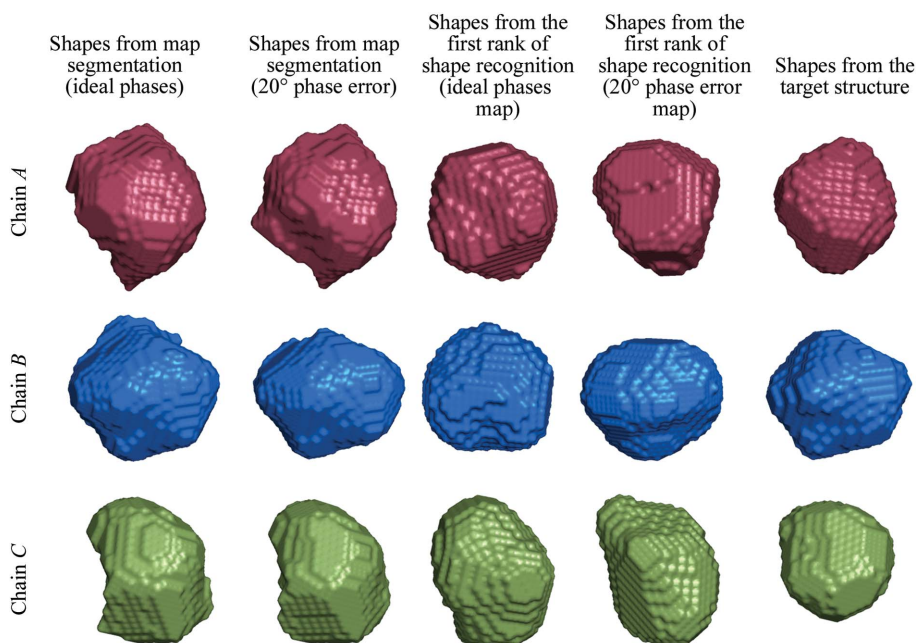 Shapes from map
segmentation
(ideal phases)
Shapes from map
segmentation
(20° phase error)
Shapes from the
first rank of
shape recognition
(ideal phases
map)
Shapes from the
first rank of
shape recognition
(20° phase error
map)
Shapes from the
target structure
Chain A
Chain B
Chain C